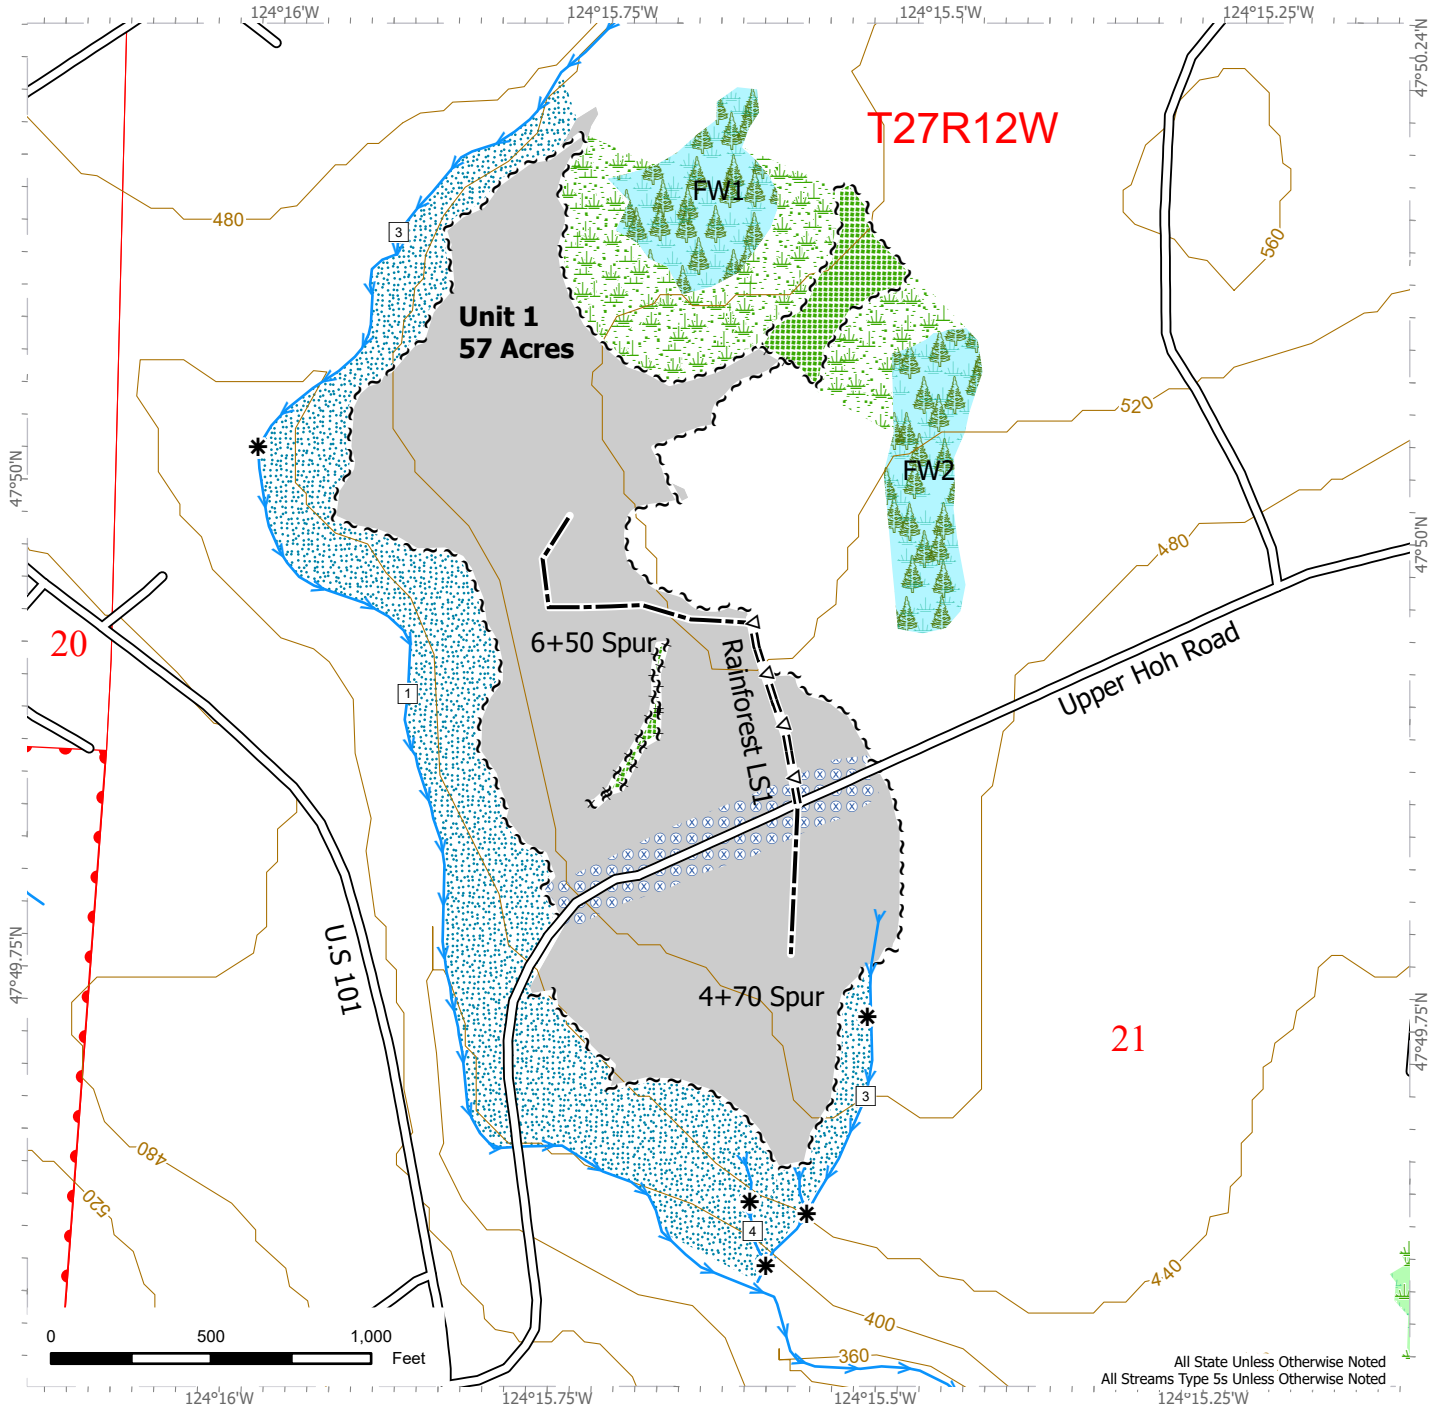 124°16'W
124°15.75'W
124°15.5'W
124°15.25'W
47°50.24'N
T27R12W
FW1
480
3
560
Unit 1
57 Acres
520
47°50'N
FW2
480
47°50'N
20
6+50 Spur
Rainforest LS1
Upper Hoh Road
1
47°49.75'N
U.S 101
4+70 Spur
47°49.75'N
21
3
480
520
4
440
400
360
0 500 1,000
Feet
All State Unless Otherwise Noted
All Streams Type 5s Unless Otherwise Noted
124°16'W
124°15.75'W
124°15.5'W
124°15.25'W